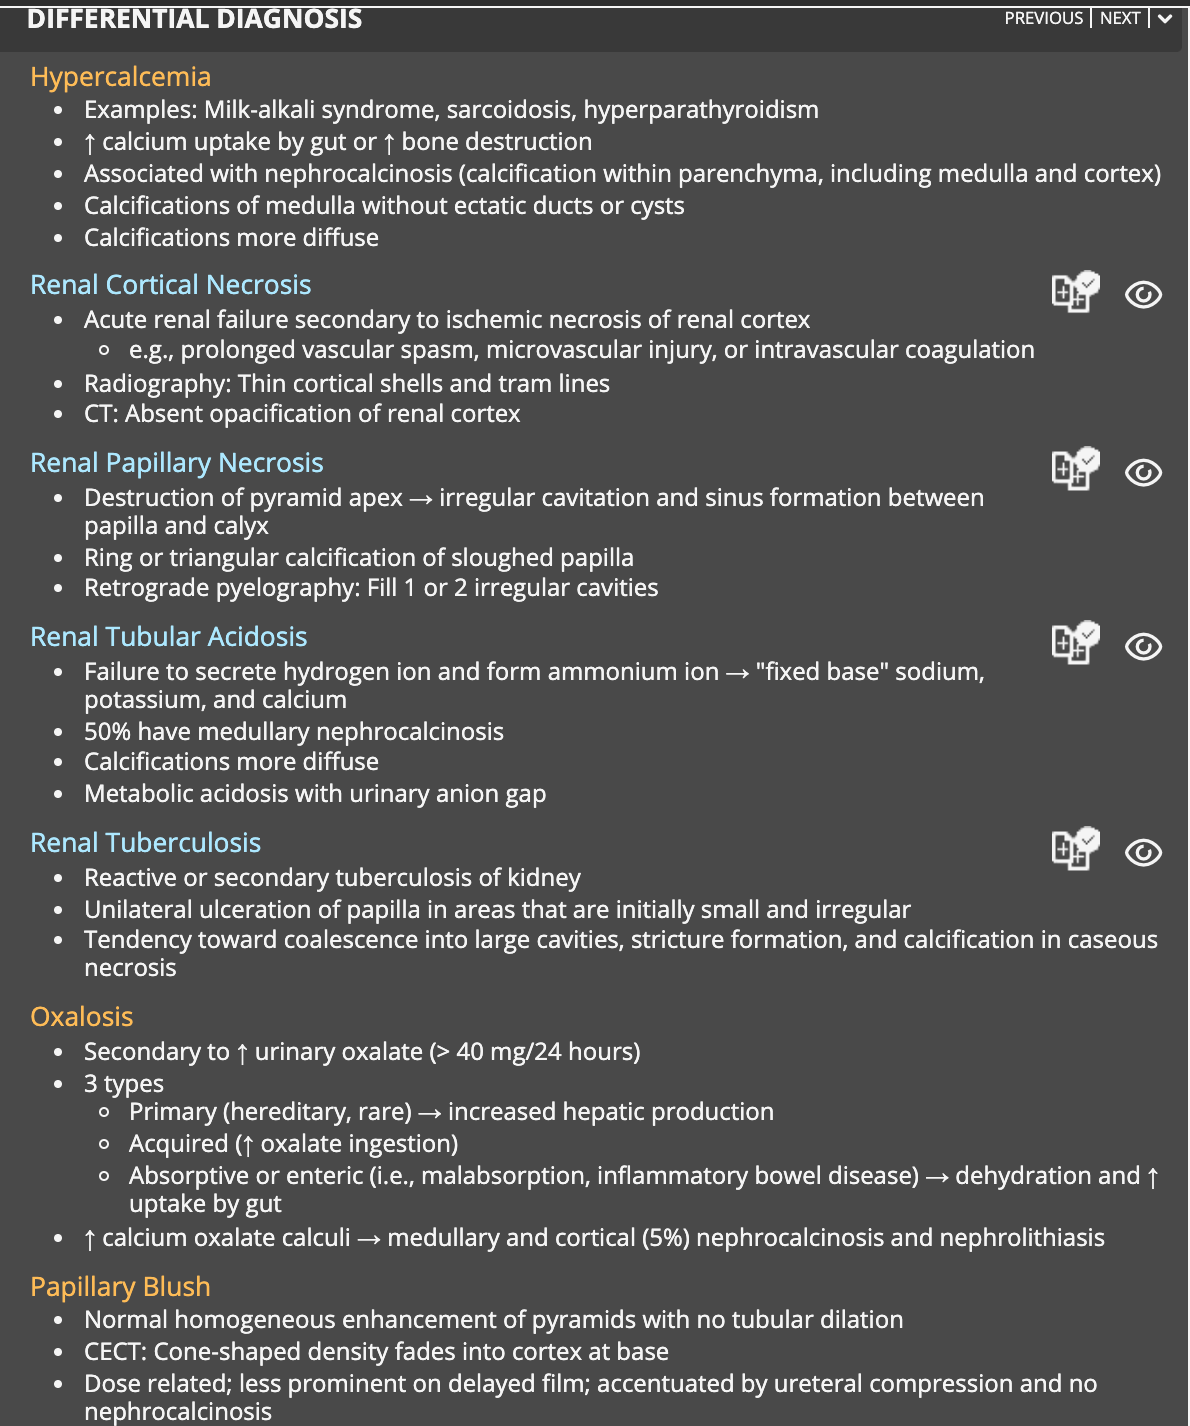 DIFFERENTIAL DIAGNOSIS
PREVIOUS | NEXT
Hypercalcemia
• Examples: Milk-alkali syndrome, sarcoidosis, hyperparathyroidism
• ↑ calcium uptake by gut or ↑ bone destruction
• Associated with nephrocalcinosis (calcification within parenchyma, including medulla and cortex)
• Calcifications of medulla without ectatic ducts or cysts
• Calcifications more diffuse
Renal Cortical Necrosis
• Acute renal failure secondary to ischemic necrosis of renal cortex
◦ e.g., prolonged vascular spasm, microvascular injury, or intravascular coagulation
• Radiography: Thin cortical shells and tram lines
• CT: Absent opacification of renal cortex
Renal Papillary Necrosis
• Destruction of pyramid apex → irregular cavitation and sinus formation between
papilla and calyx
• Ring or triangular calcification of sloughed papilla
• Retrograde pyelography: Fill 1 or 2 irregular cavities
Renal Tubular Acidosis
• Failure to secrete hydrogen ion and form ammonium ion → "fixed base" sodium,
potassium, and calcium
• 50% have medullary nephrocalcinosis
• Calcifications more diffuse
• Metabolic acidosis with urinary anion gap
Renal Tuberculosis
• Reactive or secondary tuberculosis of kidney
• Unilateral ulceration of papilla in areas that are initially small and irregular
• Tendency toward coalescence into large cavities, stricture formation, and calcification in caseous
necrosis
Oxalosis
• Secondary to ↑ urinary oxalate (> 40 mg/24 hours)
• 3 types
◦ Primary (hereditary, rare) → increased hepatic production
◦ Acquired (↑ oxalate ingestion)
◦ Absorptive or enteric (i.e., malabsorption, inflammatory bowel disease) → dehydration and ↑
uptake by gut
• ↑ calcium oxalate calculi → medullary and cortical (5%) nephrocalcinosis and nephrolithiasis
Papillary Blush
• Normal homogeneous enhancement of pyramids with no tubular dilation
• CECT: Cone-shaped density fades into cortex at base
• Dose related; less prominent on delayed film; accentuated by ureteral compression and no
nephrocalcinosis